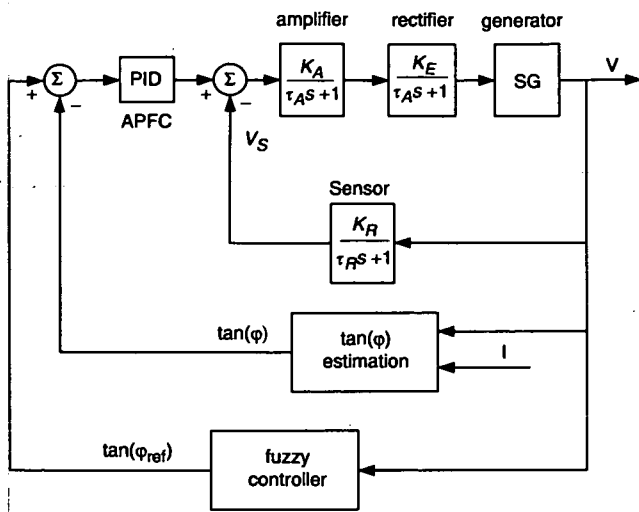 amplifier rectifier generator
Σ PID Σ K_A / τ_A s + 1 K_E / τ_A s + 1 SG V
+ − + −
APFC
V_S
Sensor
K_R / τ_R s + 1
tan(φ)
tan(φ)
estimation
I
tan(φ_ref)
fuzzy
controller